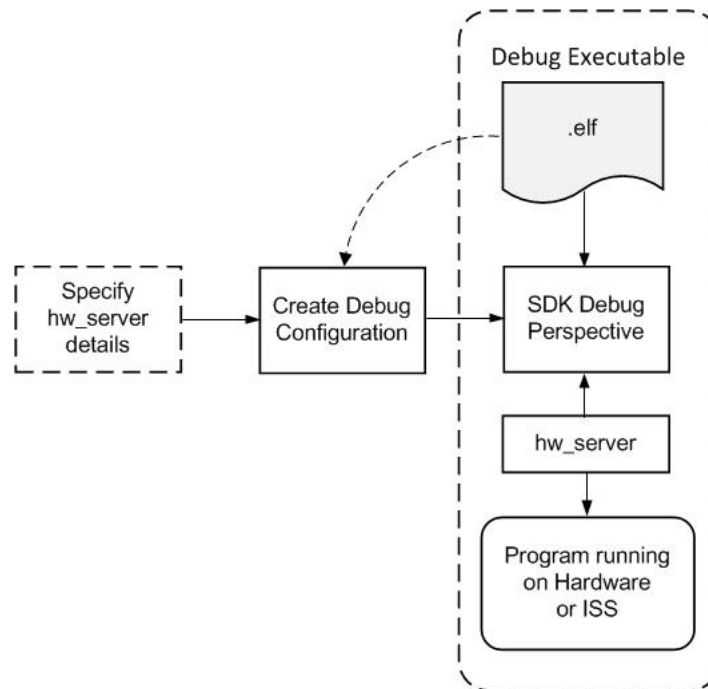 Debug Executable
.elf
Specify
hw_server
details
Create Debug
Configuration
SDK Debug
Perspective
hw_server
Program running
on Hardware
or ISS